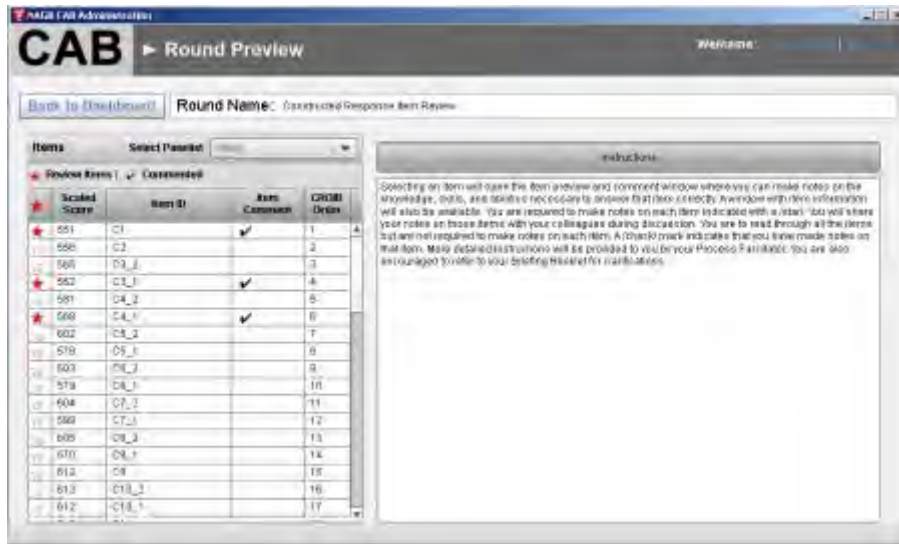 NAGB CAB Administration
CAB ► Round Preview
Welcome:
Back to Dashboard
Round Name: Constructed Response Item Review
Items Select Panelist
Review Items | Commented
Scaled Score Item ID Item Comment CROIB Order
551 C1 ✔ 1
558 C2 2
565 C3_2 3
552 C3_1 ✔ 4
581 C4_2 5
568 C4_1 ✔ 6
602 C5_2 7
578 C5_1 8
603 C6_2 9
579 C6_1 10
604 C7_2 11
C7_1 12
605 C8_2 13
C8_1 14
612 C9 15
613 C10_2 16
612 C10_1 17
Instructions
Selecting an item will open the item preview and comment window where you can make notes on the
knowledge, skills, and abilities necessary to answer that item correctly. A window with item information
will also be available. You are required to make notes on each item indicated with a /star/. You will share
your notes on those items with your colleagues during discussion. You are to read through all the items
but are not required to make notes on each item. A /check/ mark indicates that you have made notes on
that item. More detailed instructions will be provided to you by your Process Facilitator. You are also
encouraged to refer to your Briefing Booklet for clarifications.